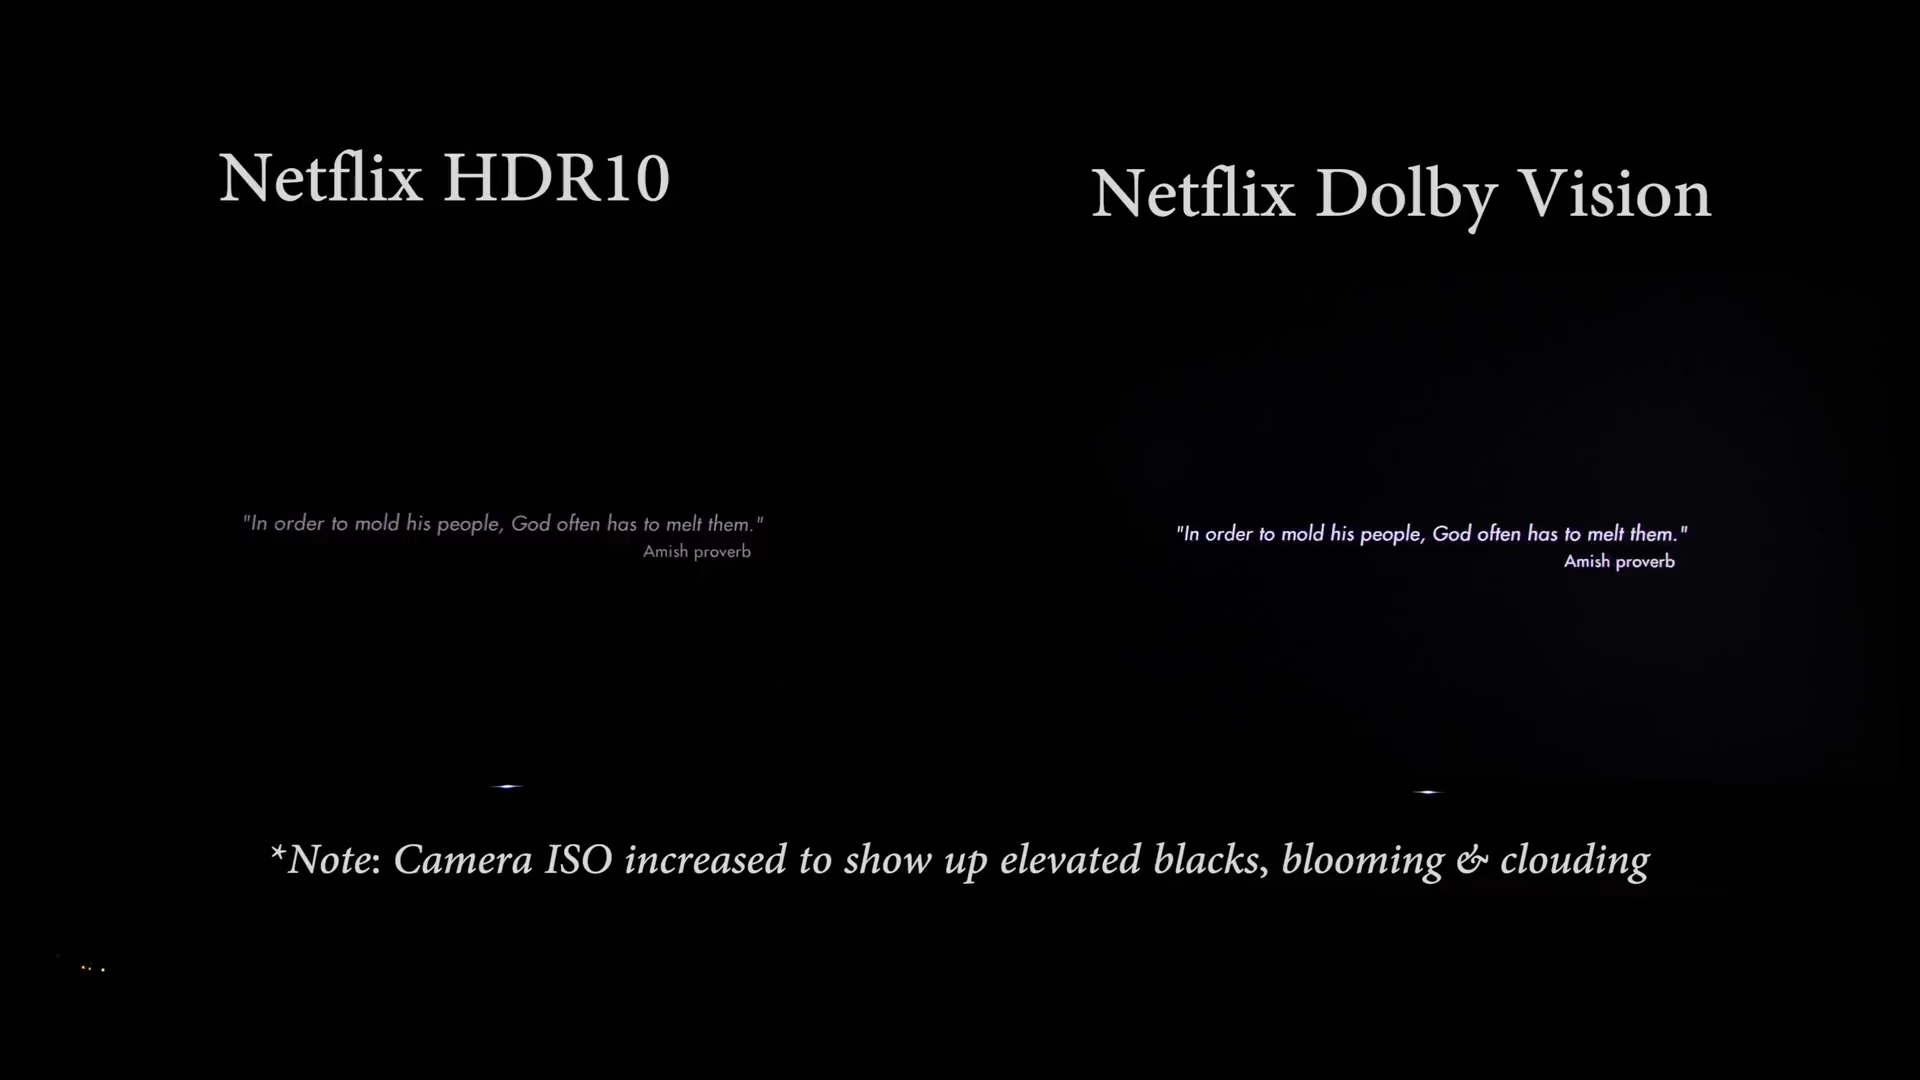 Netflix HDR10
Netflix Dolby Vision
"In order to mold his people, God often has to melt them."
Amish proverb
"In order to mold his people, God often has to melt them."
Amish proverb
*Note: Camera ISO increased to show up elevated blacks, blooming & clouding